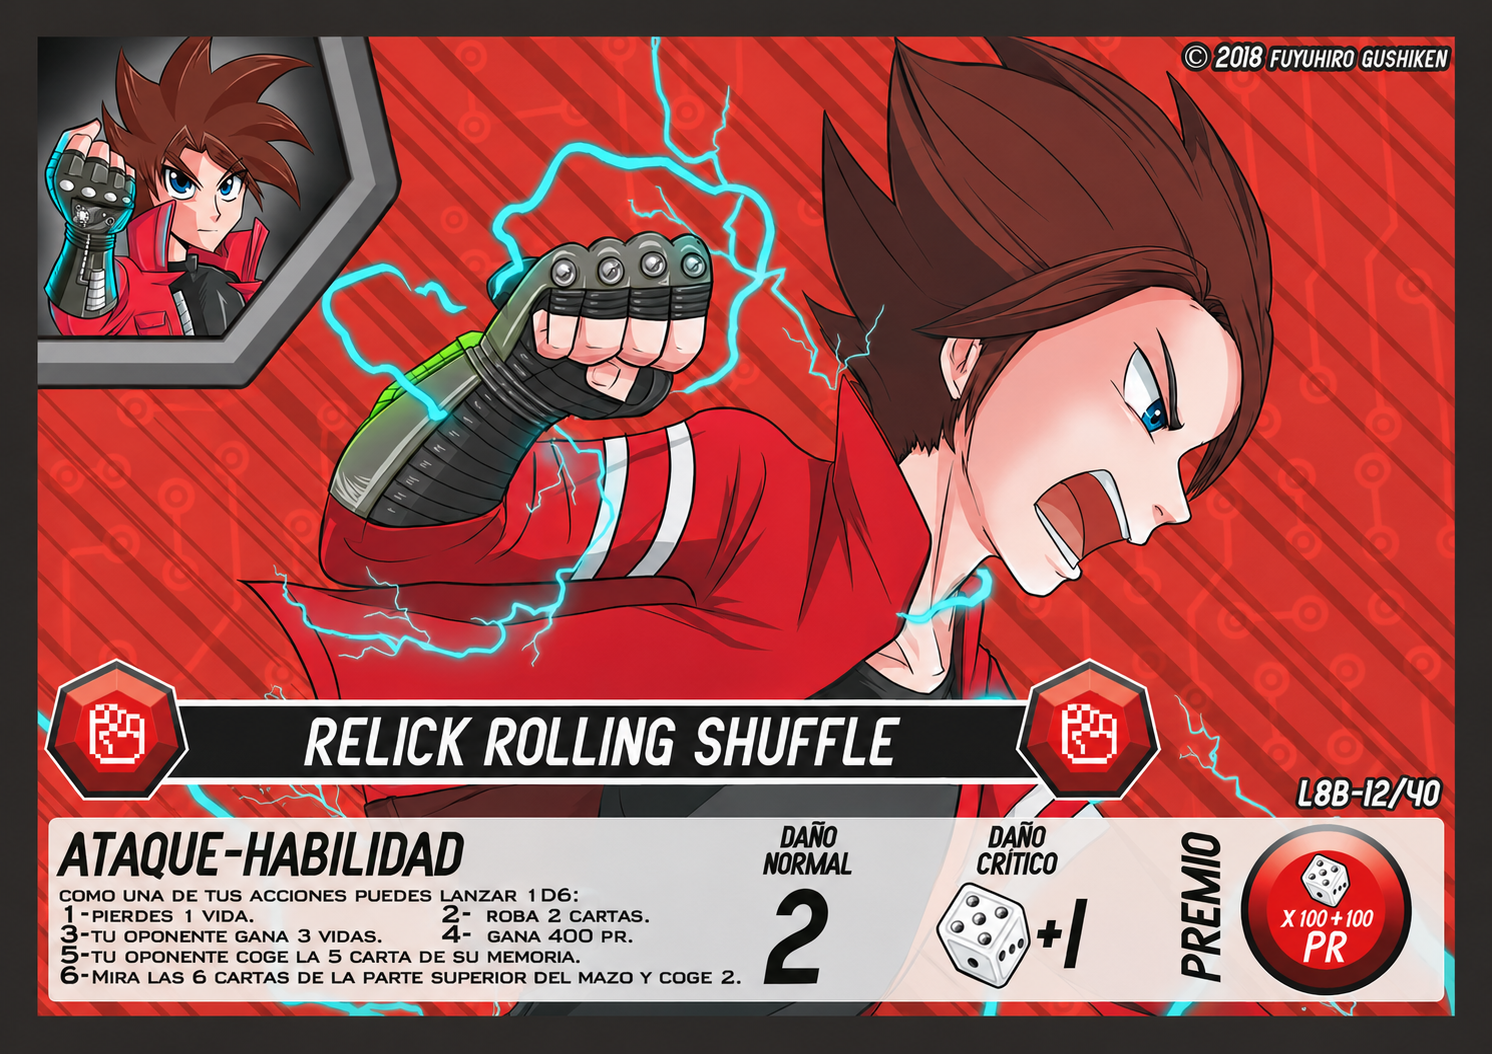 © 2018 FUYUHIRO GUSHIKEN
RELICK ROLLING SHUFFLE
L8B-12/40
ATAQUE-HABILIDAD
COMO UNA DE TUS ACCIONES PUEDES LANZAR 1D6:
1-PIERDES 1 VIDA. 2- ROBA 2 CARTAS.
3-TU OPONENTE GANA 3 VIDAS. 4- GANA 400 PR.
5-TU OPONENTE COGE LA 5 CARTA DE SU MEMORIA.
6-MIRA LAS 6 CARTAS DE LA PARTE SUPERIOR DEL MAZO Y COGE 2.
DAÑO
NORMAL
2
DAÑO
CRÍTICO
+1
PREMIO
X 100 + 100
PR